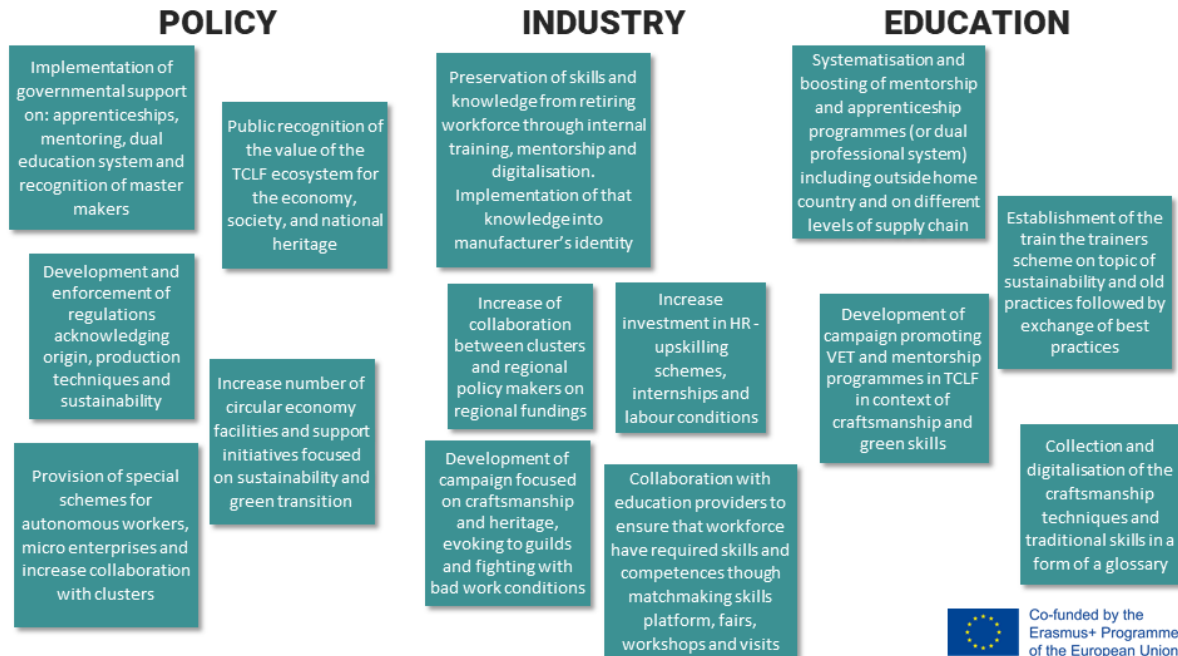 POLICY
Implementation of
governmental support
on: apprenticeships,
mentoring, dual
education system and
recognition of master
makers
Public recognition of
the value of the
TCLF ecosystem for
the economy,
society, and national
heritage
Development and
enforcement of
regulations
acknowledging
origin, production
techniques and
sustainability
Increase number of
circular economy
facilities and support
initiatives focused
on sustainability and
green transition
Provision of special
schemes for
autonomous workers,
micro enterprises and
increase collaboration
with clusters
INDUSTRY
Preservation of skills and
knowledge from retiring
workforce through internal
training, mentorship and
digitalisation.
Implementation of that
knowledge into
manufacturer's identity
Increase of
collaboration
between clusters
and regional
policy makers on
regional fundings
Increase
investment in HR -
upskilling
schemes,
internships and
labour conditions
Development of
campaign focused
on craftsmanship
and heritage,
evoking to guilds
and fighting with
bad work conditions
Collaboration with
education providers to
ensure that workforce
have required skills and
competences though
matchmaking skills
platform, fairs,
workshops and visits
EDUCATION
Systematisation and
boosting of mentorship
and apprenticeship
programmes (or dual
professional system)
including outside home
country and on different
levels of supply chain
Establishment of the
train the trainers
scheme on topic of
sustainability and old
practices followed by
exchange of best
practices
Development of
campaign promoting
VET and mentorship
programmes in TCLF
in context of
craftsmanship and
green skills
Collection and
digitalisation of the
craftsmanship
techniques and
traditional skills in a
form of a glossary
Co-funded by the
Erasmus+ Programme
of the European Union